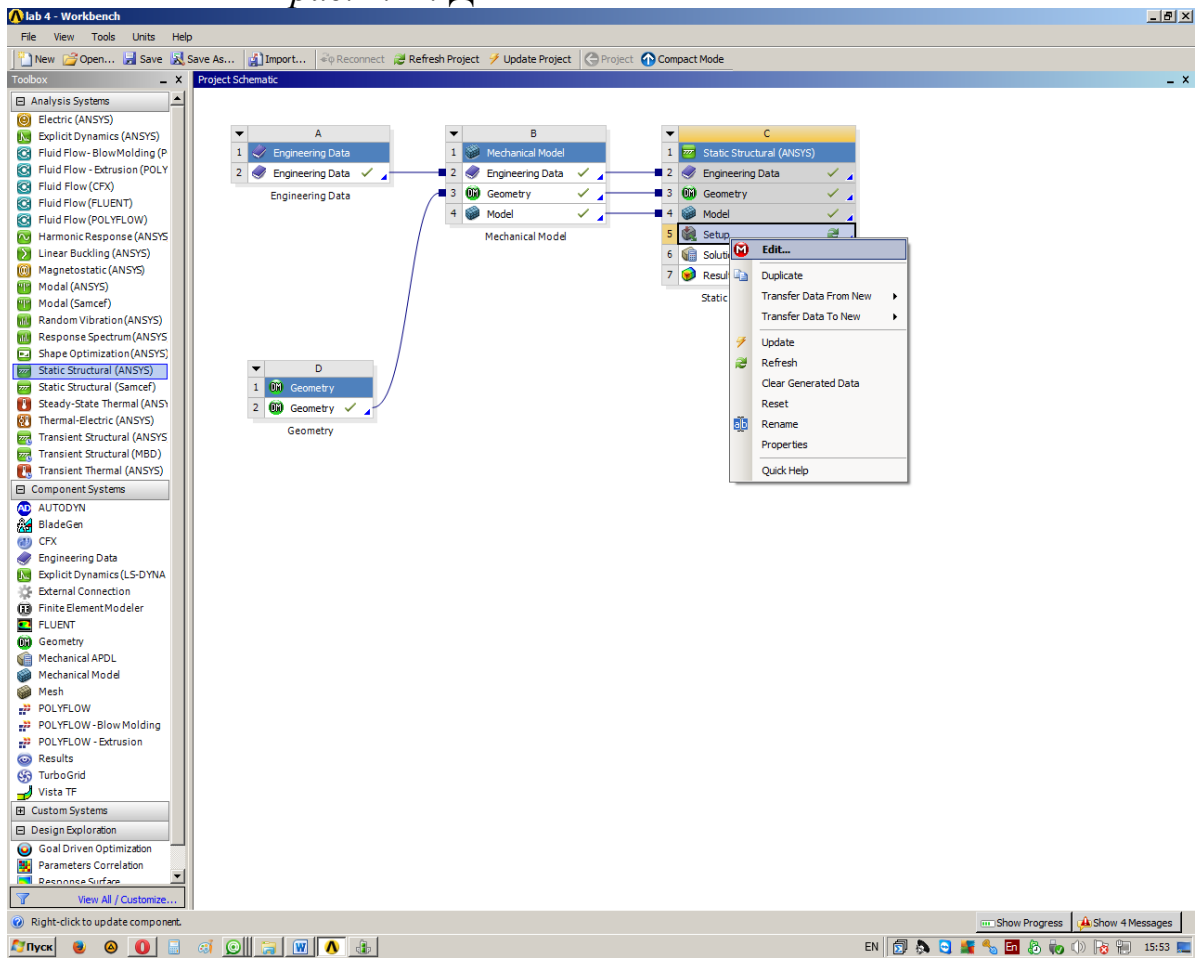 lab 4 - Workbench
File View Tools Units Help
New Open... Save Save As... Import... Reconnect Refresh Project Update Project Project Compact Mode
Toolbox
Project Schematic
Analysis Systems
Electric (ANSYS)
Explicit Dynamics (ANSYS)
Fluid Flow- BlowMolding (P
Fluid Flow - Extrusion (POLY
Fluid Flow (CFX)
Fluid Flow (FLUENT)
Fluid Flow (POLYFLOW)
Harmonic Response (ANSYS
Linear Buckling (ANSYS)
Magnetostatic (ANSYS)
Modal (ANSYS)
Modal (Samcef)
Random Vibration (ANSYS)
Response Spectrum (ANSYS
Shape Optimization (ANSYS)
Static Structural (ANSYS)
Static Structural (Samcef)
Steady-State Thermal (ANSY
Thermal-Electric (ANSYS)
Transient Structural (ANSYS
Transient Structural (MBD)
Transient Thermal (ANSYS)
Component Systems
AUTODYN
BladeGen
CFX
Engineering Data
Explicit Dynamics (LS-DYNA
External Connection
Finite Element Modeler
FLUENT
Geometry
Mechanical APDL
Mechanical Model
Mesh
POLYFLOW
POLYFLOW - Blow Molding
POLYFLOW - Extrusion
Results
TurboGrid
Vista TF
Custom Systems
Design Exploration
Goal Driven Optimization
Parameters Correlation
Response Surface
View All / Customize...
A
1 Engineering Data
2 Engineering Data
Engineering Data
B
1 Mechanical Model
2 Engineering Data
3 Geometry
4 Model
Mechanical Model
C
1 Static Structural (ANSYS)
2 Engineering Data
3 Geometry
4 Model
5 Setup
6 Soluti
7 Resul
Static
D
1 Geometry
2 Geometry
Geometry
Edit...
Duplicate
Transfer Data From New
Transfer Data To New
Update
Refresh
Clear Generated Data
Reset
Rename
Properties
Quick Help
Right-click to update component.
Show Progress
Show 4 Messages
Пуск
EN
15:53